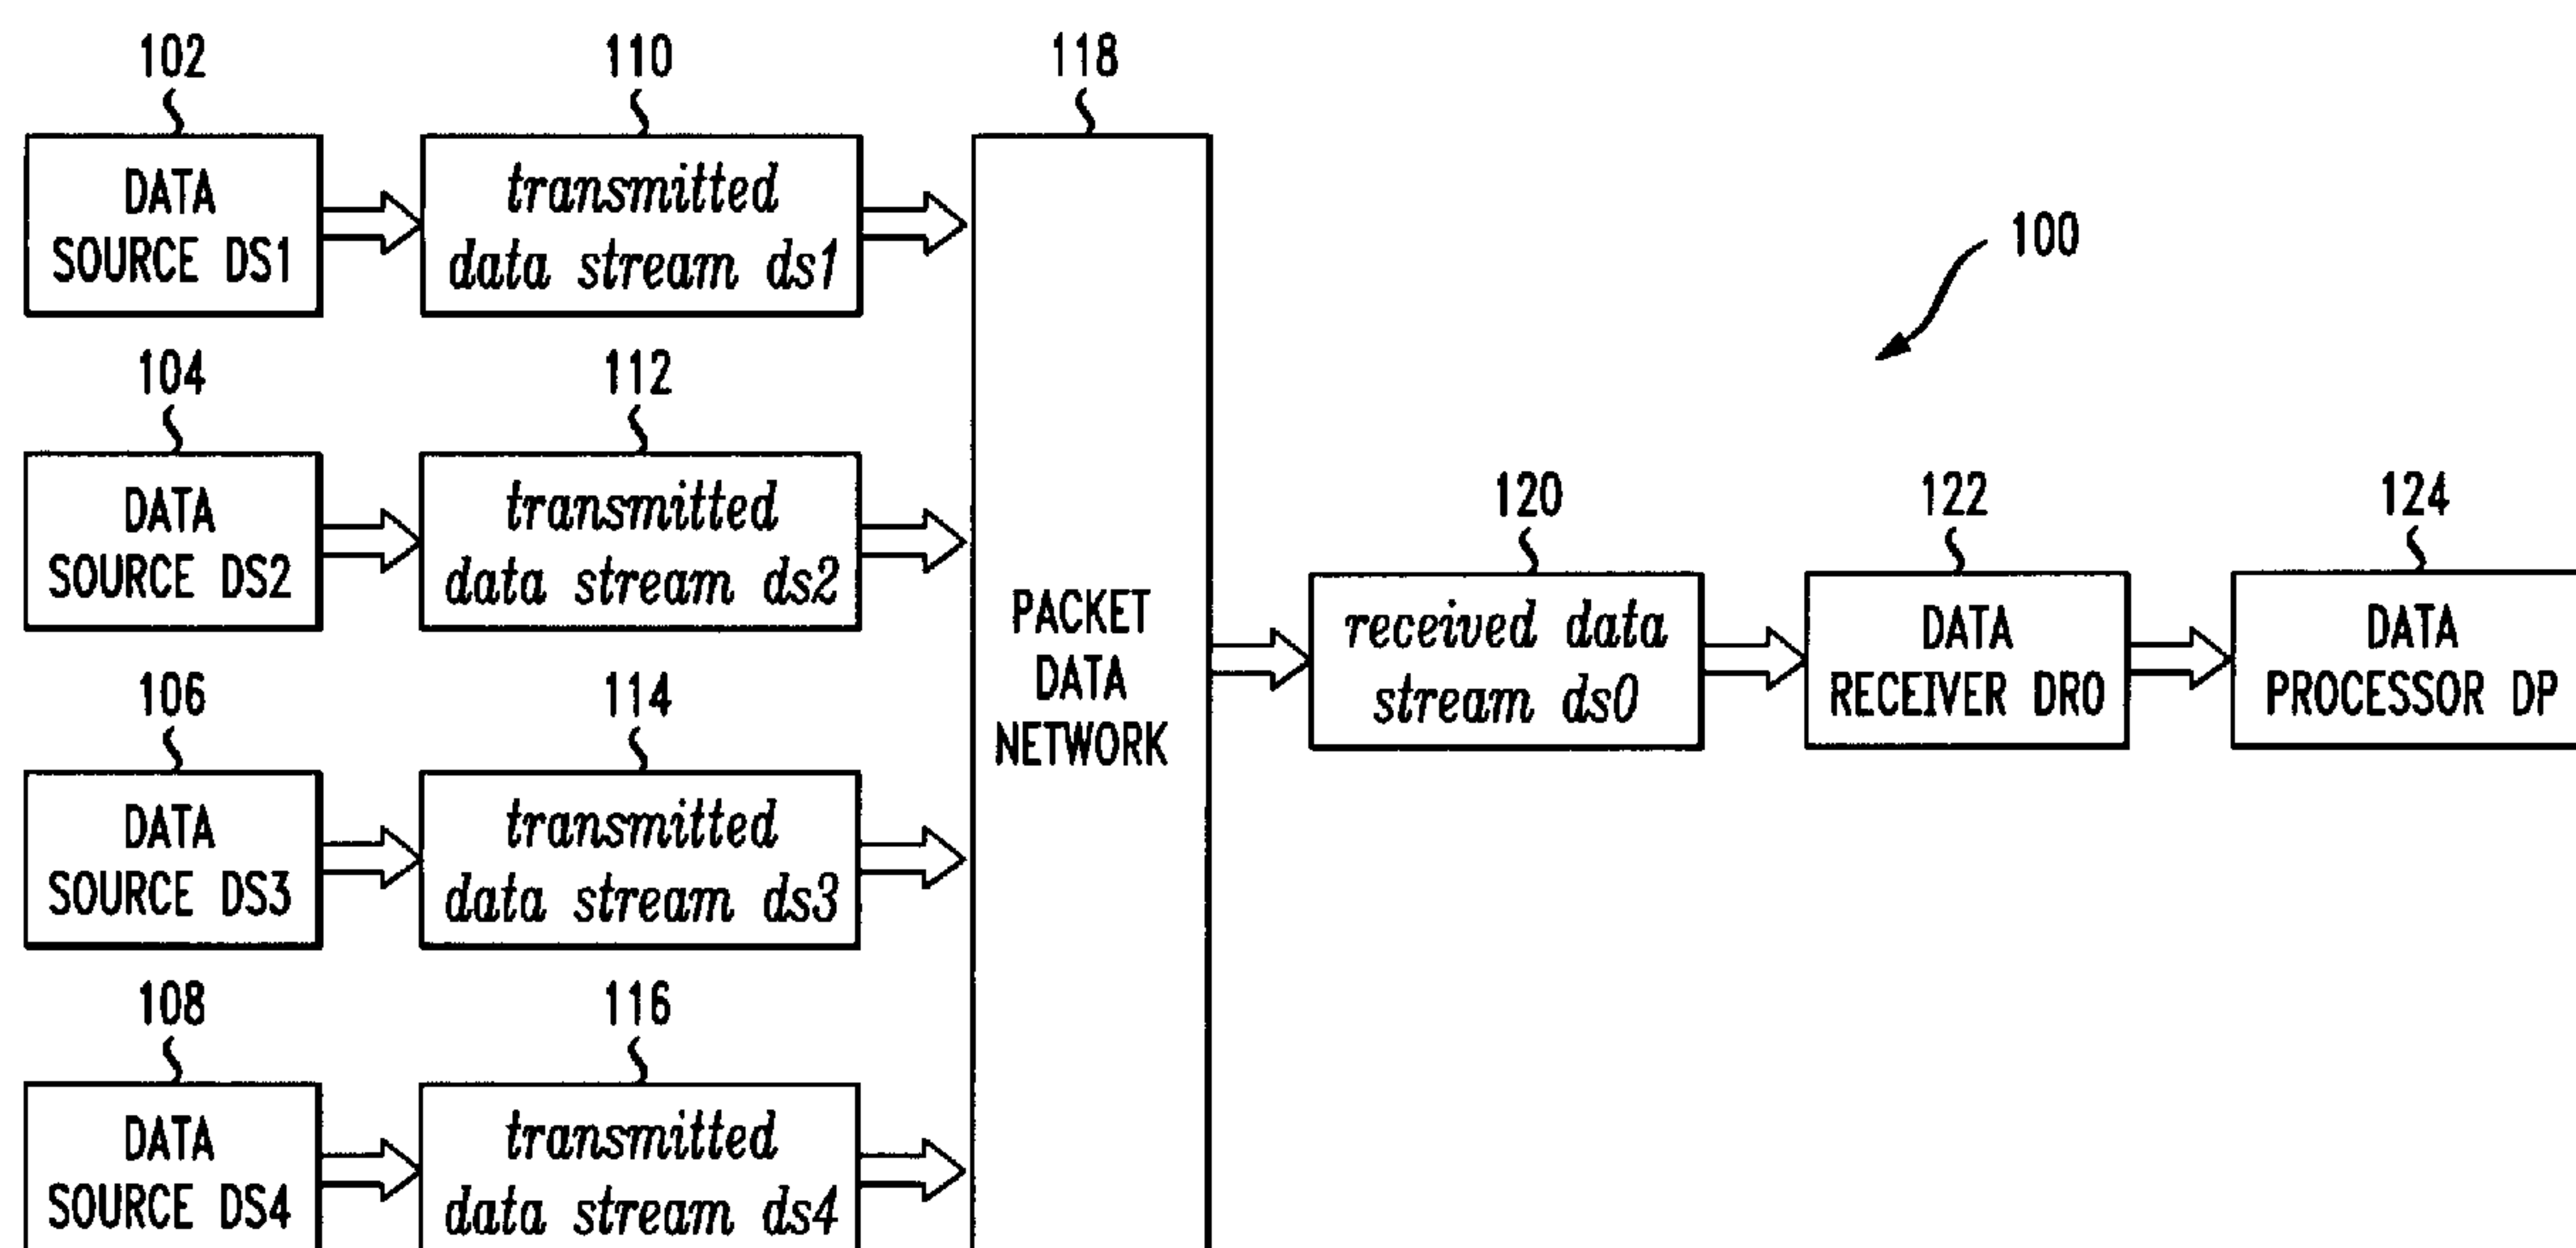 102
110
118
DATA
SOURCE DS1
transmitted
data stream ds1
100
104
112
DATA
SOURCE DS2
transmitted
data stream ds2
106
114
DATA
SOURCE DS3
transmitted
data stream ds3
108
116
DATA
SOURCE DS4
transmitted
data stream ds4
PACKET
DATA
NETWORK
120
received data
stream ds0
122
DATA
RECEIVER DR0
124
DATA
PROCESSOR DP